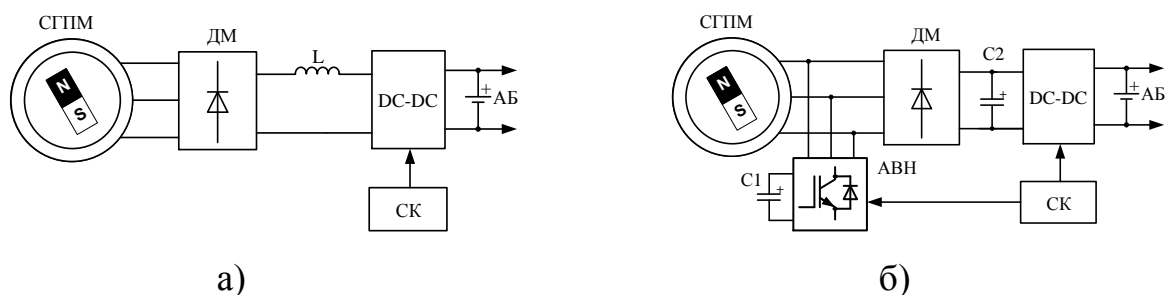 СГПМ
ДМ
L
N
S
DC-DC
+
АБ
СК
а)
СГПМ
ДМ
C2
N
S
+
DC-DC
+
АБ
C1
+
АВН
СК
б)